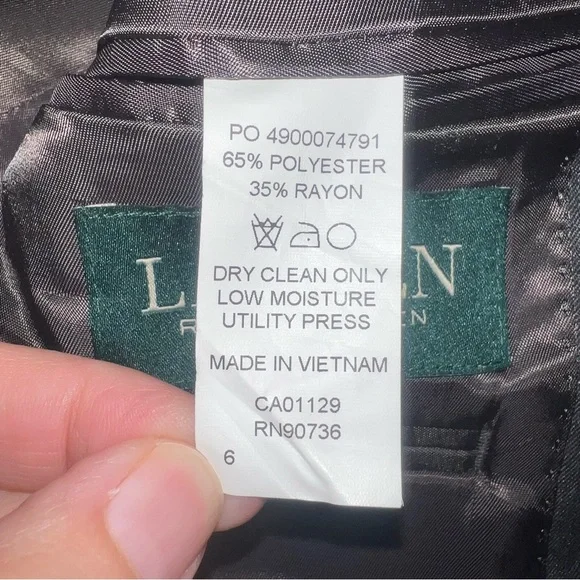 PO 4900074791
65% POLYESTER
35% RAYON
DRY CLEAN ONLY
LOW MOISTURE
UTILITY PRESS
MADE IN VIETNAM
CA01129
RN90736
6